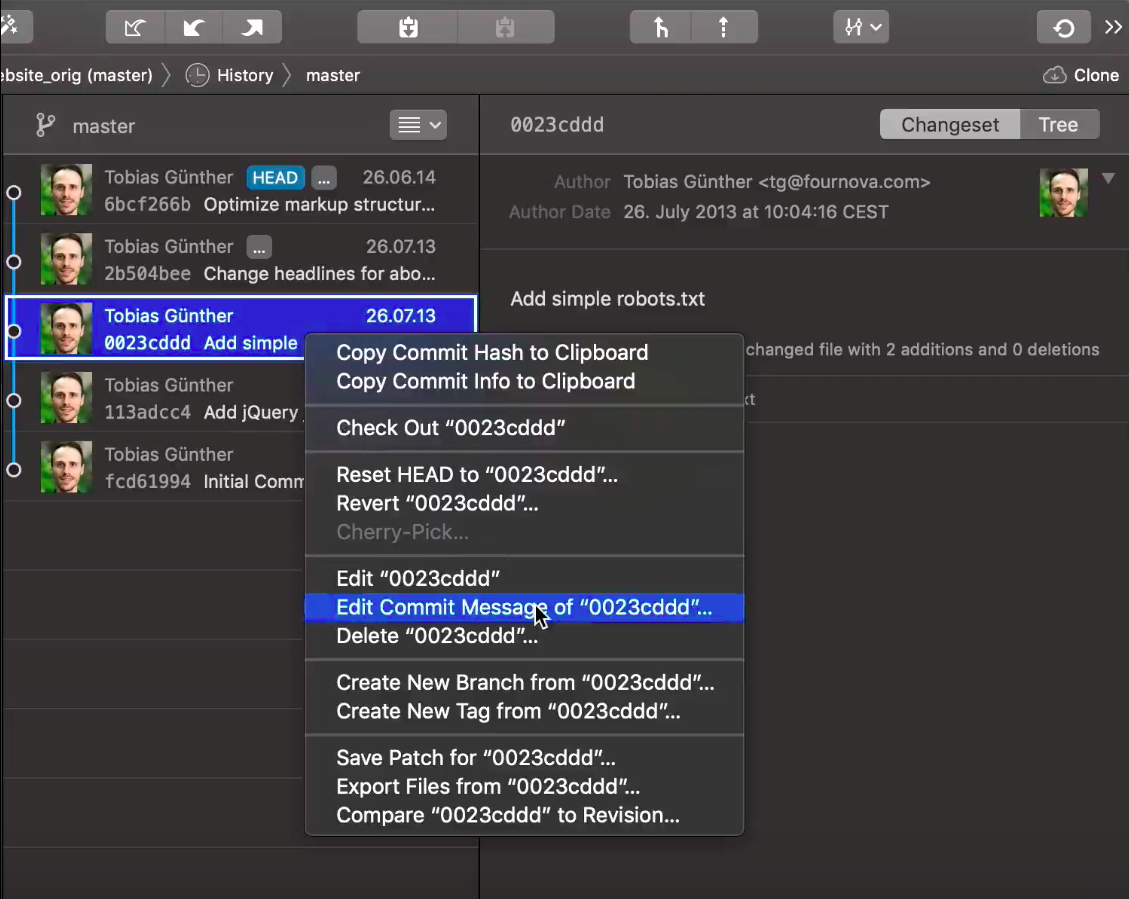 ebsite_orig (master) 〉 History 〉 master
Clone
master
0023cddd
Changeset
Tree
Tobias Günther HEAD ... 26.06.14
6bcf266b Optimize markup structur...
Tobias Günther ... 26.07.13
2b504bee Change headlines for abo...
Tobias Günther 26.07.13
0023cddd Add simple
Tobias Günther
113adcc4 Add jQuery
Tobias Günther
fcd61994 Initial Comm
Author Tobias Günther <tg@fournova.com>
Author Date 26. July 2013 at 10:04:16 CEST
Add simple robots.txt
changed file with 2 additions and 0 deletions
xt
Copy Commit Hash to Clipboard
Copy Commit Info to Clipboard
Check Out “0023cddd”
Reset HEAD to “0023cddd”...
Revert “0023cddd”...
Cherry-Pick...
Edit “0023cddd”
Edit Commit Message of “0023cddd”...
Delete “0023cddd”...
Create New Branch from “0023cddd”...
Create New Tag from “0023cddd”...
Save Patch for “0023cddd”...
Export Files from “0023cddd”...
Compare “0023cddd” to Revision...